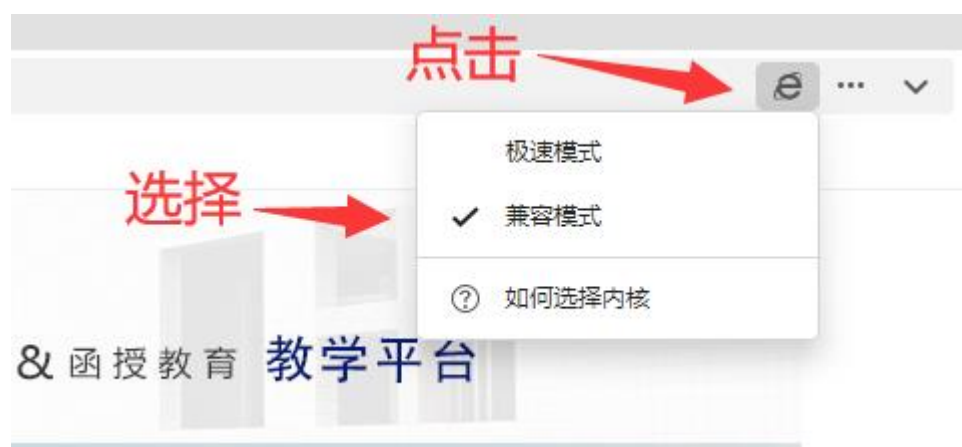 点击
极速模式
选择
兼容模式
如何选择内核
& 函授教育 教学平台